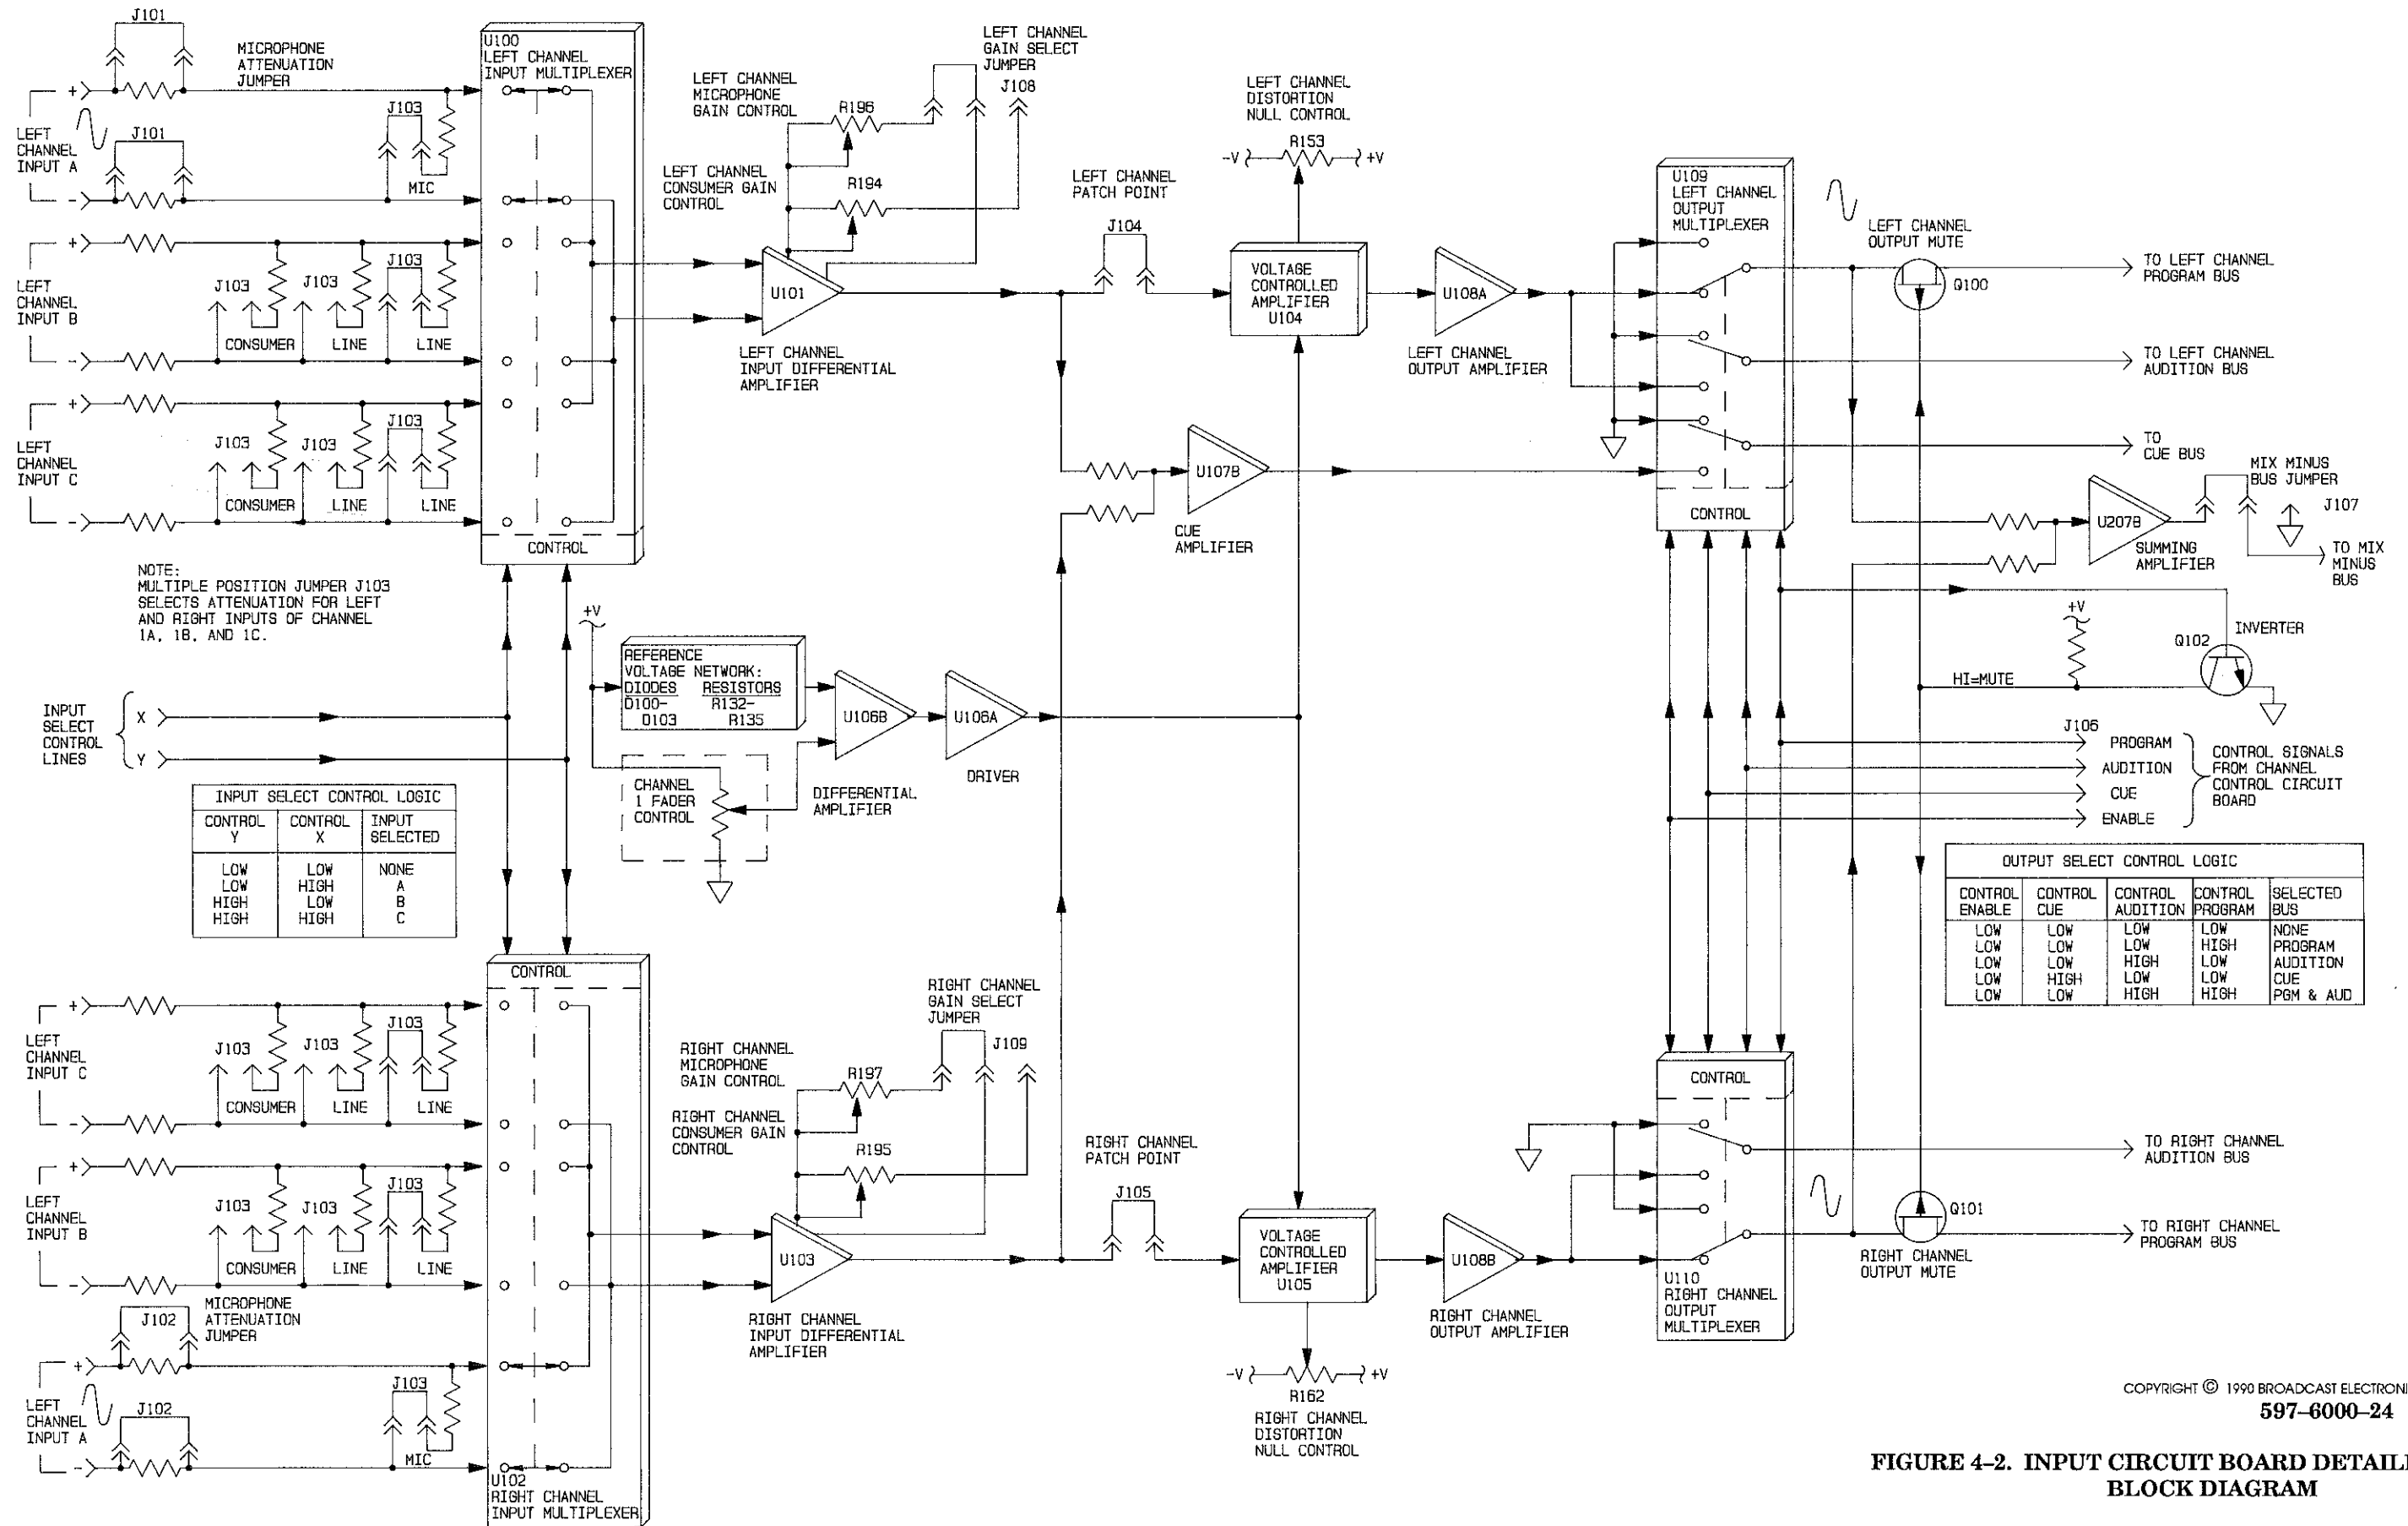 J101
MICROPHONE
ATTENUATION
JUMPER
LEFT
CHANNEL
INPUT A
+
-
J101
J103
MIC
LEFT
CHANNEL
INPUT B
+
-
J103
J103
J103
CONSUMER
LINE
LINE
LEFT
CHANNEL
INPUT C
+
-
J103
J103
J103
CONSUMER
LINE
LINE
U100
LEFT CHANNEL
INPUT MULTIPLEXER
CONTROL
NOTE:
MULTIPLE POSITION JUMPER J103
SELECTS ATTENUATION FOR LEFT
AND RIGHT INPUTS OF CHANNEL
1A, 1B, AND 1C.
LEFT CHANNEL
MICROPHONE
GAIN CONTROL
R196
LEFT CHANNEL
GAIN SELECT
JUMPER
J108
LEFT CHANNEL
CONSUMER GAIN
CONTROL
R194
U101
LEFT CHANNEL
INPUT DIFFERENTIAL
AMPLIFIER
LEFT CHANNEL
PATCH POINT
J104
LEFT CHANNEL
DISTORTION
NULL CONTROL
R153
-V
+V
VOLTAGE
CONTROLLED
AMPLIFIER
U104
U108A
LEFT CHANNEL
OUTPUT AMPLIFIER
U107B
CUE
AMPLIFIER
U109
LEFT CHANNEL
OUTPUT
MULTIPLEXER
CONTROL
LEFT CHANNEL
OUTPUT MUTE
Q100
TO LEFT CHANNEL
PROGRAM BUS
TO LEFT CHANNEL
AUDITION BUS
TO
CUE BUS
MIX MINUS
BUS JUMPER
J107
U207B
SUMMING
AMPLIFIER
TO MIX
MINUS
BUS
+V
INVERTER
Q102
HI=MUTE
INPUT
SELECT
CONTROL
LINES
X
Y
+V
REFERENCE
VOLTAGE NETWORK:
DIODES RESISTORS
D100- R132-
D103 R135
U106B
U106A
DRIVER
DIFFERENTIAL
AMPLIFIER
CHANNEL
1 FADER
CONTROL
J106
PROGRAM
AUDITION
CUE
ENABLE
CONTROL SIGNALS
FROM CHANNEL
CONTROL CIRCUIT
BOARD
INPUT SELECT CONTROL LOGIC
CONTROL CONTROL INPUT
Y X SELECTED
LOW LOW NONE
LOW HIGH A
HIGH LOW B
HIGH HIGH C
OUTPUT SELECT CONTROL LOGIC
CONTROL CONTROL CONTROL CONTROL SELECTED
ENABLE CUE AUDITION PROGRAM BUS
LOW LOW LOW LOW NONE
LOW LOW LOW HIGH PROGRAM
LOW LOW HIGH LOW AUDITION
LOW HIGH LOW LOW CUE
LOW LOW HIGH HIGH PGM & AUD
CONTROL
LEFT
CHANNEL
INPUT C
+
-
J103
J103
J103
CONSUMER
LINE
LINE
LEFT
CHANNEL
INPUT B
+
-
J103
J103
J103
CONSUMER
LINE
LINE
MICROPHONE
ATTENUATION
JUMPER
J102
LEFT
CHANNEL
INPUT A
+
-
J102
J103
MIC
U102
RIGHT CHANNEL
INPUT MULTIPLEXER
RIGHT CHANNEL
GAIN SELECT
JUMPER
J109
RIGHT CHANNEL
MICROPHONE
GAIN CONTROL
R197
RIGHT CHANNEL
CONSUMER GAIN
CONTROL
R195
U103
RIGHT CHANNEL
INPUT DIFFERENTIAL
AMPLIFIER
RIGHT CHANNEL
PATCH POINT
J105
VOLTAGE
CONTROLLED
AMPLIFIER
U105
-V
+V
R162
RIGHT CHANNEL
DISTORTION
NULL CONTROL
U108B
RIGHT CHANNEL
OUTPUT AMPLIFIER
CONTROL
U110
RIGHT CHANNEL
OUTPUT
MULTIPLEXER
TO RIGHT CHANNEL
AUDITION BUS
Q101
RIGHT CHANNEL
OUTPUT MUTE
TO RIGHT CHANNEL
PROGRAM BUS
COPYRIGHT © 1990 BROADCAST ELECTRONI
597-6000-24
FIGURE 4-2. INPUT CIRCUIT BOARD DETAIL
BLOCK DIAGRAM